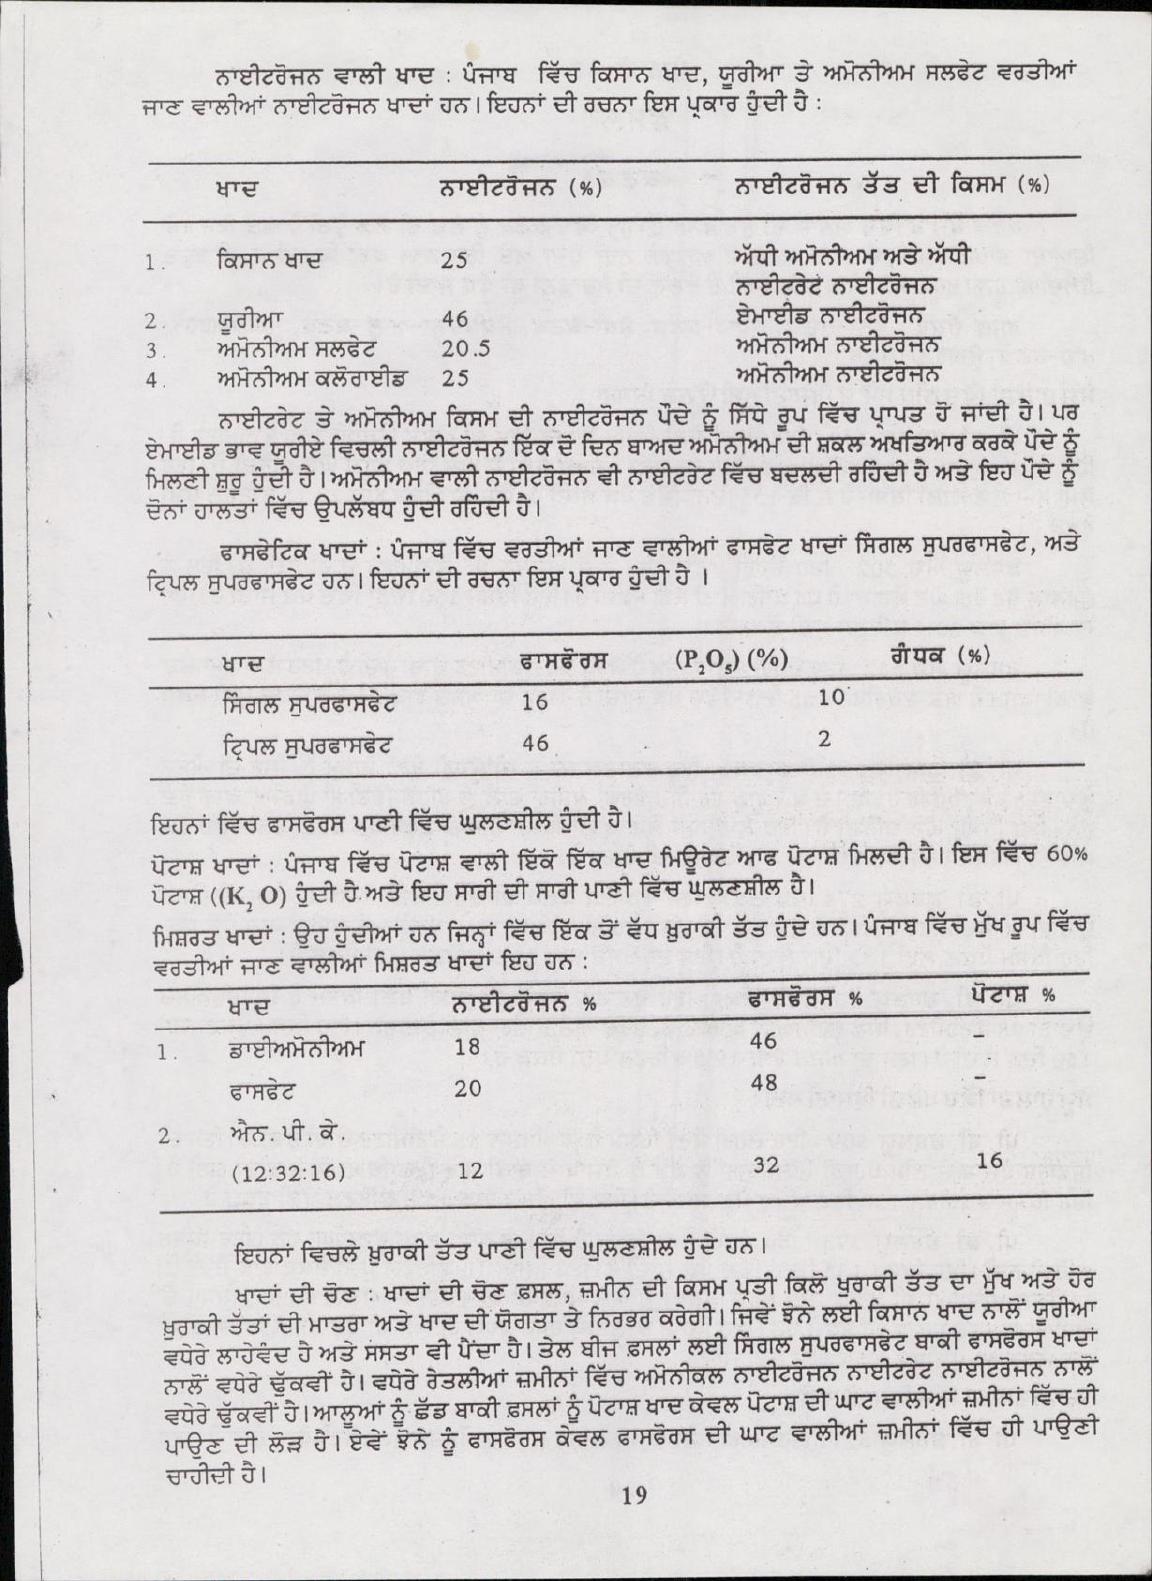 ਨਾਈਟਰੋਜਨ ਵਾਲੀ ਖਾਦ : ਪੰਜਾਬ ਵਿੱਚ ਕਿਸਾਨ ਖਾਦ, ਯੂਰੀਆ ਤੇ ਅਮੋਨੀਅਮ ਸਲਫੇਟ ਵਰਤੀਆਂ
ਜਾਣ ਵਾਲੀਆਂ ਨਾਈਟਰੋਜਨ ਖਾਦਾਂ ਹਨ। ਇਹਨਾਂ ਦੀ ਰਚਨਾ ਇਸ ਪ੍ਰਕਾਰ ਹੁੰਦੀ ਹੈ :
ਖਾਦ ਨਾਈਟਰੋਜਨ (%) ਨਾਈਟਰੋਜਨ ਤੱਤ ਦੀ ਕਿਸਮ (%)
1. ਕਿਸਾਨ ਖਾਦ 25 ਅੱਧੀ ਅਮੋਨੀਅਮ ਅਤੇ ਅੱਧੀ
ਨਾਈਟਰੇਟ ਨਾਈਟਰੋਜਨ
2. ਯੂਰੀਆ 46 ਏਮਾਈਡ ਨਾਈਟਰੋਜਨ
3. ਅਮੋਨੀਅਮ ਸਲਫੇਟ 20.5 ਅਮੋਨੀਅਮ ਨਾਈਟਰੋਜਨ
4. ਅਮੋਨੀਅਮ ਕਲੋਰਾਈਡ 25 ਅਮੋਨੀਅਮ ਨਾਈਟਰੋਜਨ
ਨਾਈਟਰੇਟ ਤੇ ਅਮੋਨੀਅਮ ਕਿਸਮ ਦੀ ਨਾਈਟਰੋਜਨ ਪੌਦੇ ਨੂੰ ਸਿੱਧੇ ਰੂਪ ਵਿੱਚ ਪ੍ਰਾਪਤ ਹੋ ਜਾਂਦੀ ਹੈ। ਪਰ
ਏਮਾਈਡ ਭਾਵ ਯੂਰੀਏ ਵਿਚਲੀ ਨਾਈਟਰੋਜਨ ਇੱਕ ਦੋ ਦਿਨ ਬਾਅਦ ਅਮੋਨੀਅਮ ਦੀ ਸ਼ਕਲ ਅਖਤਿਆਰ ਕਰਕੇ ਪੌਦੇ ਨੂੰ
ਮਿਲਣੀ ਸ਼ੁਰੂ ਹੁੰਦੀ ਹੈ। ਅਮੋਨੀਅਮ ਵਾਲੀ ਨਾਈਟਰੋਜਨ ਵੀ ਨਾਈਟਰੇਟ ਵਿੱਚ ਬਦਲਦੀ ਰਹਿੰਦੀ ਹੈ ਅਤੇ ਇਹ ਪੌਦੇ ਨੂੰ
ਦੋਨਾਂ ਹਾਲਤਾਂ ਵਿੱਚ ਉਪਲੱਬਧ ਹੁੰਦੀ ਰਹਿੰਦੀ ਹੈ।
ਫਾਸਫੇਟਿਕ ਖਾਦਾਂ : ਪੰਜਾਬ ਵਿੱਚ ਵਰਤੀਆਂ ਜਾਣ ਵਾਲੀਆਂ ਫਾਸਫੇਟ ਖਾਦਾਂ ਸਿੰਗਲ ਸੁਪਰਫਾਸਫੇਟ, ਅਤੇ
ਟ੍ਰਿਪਲ ਸੁਪਰਫਾਸਫੇਟ ਹਨ। ਇਹਨਾਂ ਦੀ ਰਚਨਾ ਇਸ ਪ੍ਰਕਾਰ ਹੁੰਦੀ ਹੈ ।
ਖਾਦ ਫਾਸਫੋਰਸ (P₂O₅) (%) ਗੰਧਕ (%)
ਸਿੰਗਲ ਸੁਪਰਫਾਸਫੇਟ 16 10
ਟ੍ਰਿਪਲ ਸੁਪਰਫਾਸਫੇਟ 46 2
ਇਹਨਾਂ ਵਿੱਚ ਫਾਸਫੋਰਸ ਪਾਣੀ ਵਿੱਚ ਘੁਲਣਸ਼ੀਲ ਹੁੰਦੀ ਹੈ।
ਪੋਟਾਸ਼ ਖਾਦਾਂ : ਪੰਜਾਬ ਵਿੱਚ ਪੋਟਾਸ਼ ਵਾਲੀ ਇੱਕੋ ਇੱਕ ਖਾਦ ਮਿਊਰੇਟ ਆਫ ਪੋਟਾਸ਼ ਮਿਲਦੀ ਹੈ। ਇਸ ਵਿੱਚ 60%
ਪੋਟਾਸ਼ ((K₂ O) ਹੁੰਦੀ ਹੈ ਅਤੇ ਇਹ ਸਾਰੀ ਦੀ ਸਾਰੀ ਪਾਣੀ ਵਿੱਚ ਘੁਲਣਸ਼ੀਲ ਹੈ।
ਮਿਸ਼ਰਤ ਖਾਦਾਂ : ਉਹ ਹੁੰਦੀਆਂ ਹਨ ਜਿਨ੍ਹਾਂ ਵਿੱਚ ਇੱਕ ਤੋਂ ਵੱਧ ਖ਼ੁਰਾਕੀ ਤੱਤ ਹੁੰਦੇ ਹਨ। ਪੰਜਾਬ ਵਿੱਚ ਮੁੱਖ ਰੂਪ ਵਿੱਚ
ਵਰਤੀਆਂ ਜਾਣ ਵਾਲੀਆਂ ਮਿਸ਼ਰਤ ਖਾਦਾਂ ਇਹ ਹਨ :
ਖਾਦ ਨਾਈਟਰੋਜਨ % ਫਾਸਫੋਰਸ % ਪੋਟਾਸ਼ %
1. ਡਾਈਅਮੋਨੀਅਮ 18 46 -
ਫਾਸਫੇਟ 20 48 -
2. ਐਨ.ਪੀ.ਕੇ
(12:32:16) 12 32 16
ਇਹਨਾਂ ਵਿਚਲੇ ਖ਼ੁਰਾਕੀ ਤੱਤ ਪਾਣੀ ਵਿੱਚ ਘੁਲਣਸ਼ੀਲ ਹੁੰਦੇ ਹਨ।
ਖਾਦਾਂ ਦੀ ਚੋਣ : ਖਾਦਾਂ ਦੀ ਚੋਣ ਫ਼ਸਲ, ਜ਼ਮੀਨ ਦੀ ਕਿਸਮ ਪ੍ਰਤੀ ਕਿਲੋ ਖੁਰਾਕੀ ਤੱਤ ਦਾ ਮੁੱਖ ਅਤੇ ਹੋਰ
ਖ਼ੁਰਾਕੀ ਤੱਤਾਂ ਦੀ ਮਾਤਰਾ ਅਤੇ ਖਾਦ ਦੀ ਯੋਗਤਾ ਤੇ ਨਿਰਭਰ ਕਰੇਗੀ। ਜਿਵੇਂ ਝੋਨੇ ਲਈ ਕਿਸਾਨ ਖਾਦ ਨਾਲੋਂ ਯੂਰੀਆ
ਵਧੇਰੇ ਲਾਹੇਵੰਦ ਹੈ ਅਤੇ ਸਸਤਾ ਵੀ ਪੈਂਦਾ ਹੈ। ਤੇਲ ਬੀਜ ਫ਼ਸਲਾਂ ਲਈ ਸਿੰਗਲ ਸੁਪਰਫਾਸਫੇਟ ਬਾਕੀ ਫਾਸਫੋਰਸ ਖਾਦਾਂ
ਨਾਲੋਂ ਵਧੇਰੇ ਢੁੱਕਵੀਂ ਹੈ। ਵਧੇਰੇ ਰੇਤਲੀਆਂ ਜ਼ਮੀਨਾਂ ਵਿੱਚ ਅਮੋਨੀਕਲ ਨਾਈਟਰੋਜਨ ਨਾਈਟਰੇਟ ਨਾਈਟਰੋਜਨ ਨਾਲੋਂ
ਵਧੇਰੇ ਢੁੱਕਵੀਂ ਹੈ। ਆਲੂਆਂ ਨੂੰ ਛੱਡ ਬਾਕੀ ਫ਼ਸਲਾਂ ਨੂੰ ਪੋਟਾਸ਼ ਖਾਦ ਕੇਵਲ ਪੋਟਾਸ਼ ਦੀ ਘਾਟ ਵਾਲੀਆਂ ਜ਼ਮੀਨਾਂ ਵਿੱਚ ਹੀ
ਪਾਉਣ ਦੀ ਲੋੜ ਹੈ। ਏਵੇਂ ਝੋਨੇ ਨੂੰ ਫਾਸਫੋਰਸ ਕੇਵਲ ਫਾਸਫੋਰਸ ਦੀ ਘਾਟ ਵਾਲੀਆਂ ਜ਼ਮੀਨਾਂ ਵਿੱਚ ਹੀ ਪਾਉਣੀ
ਚਾਹੀਦੀ ਹੈ।
19